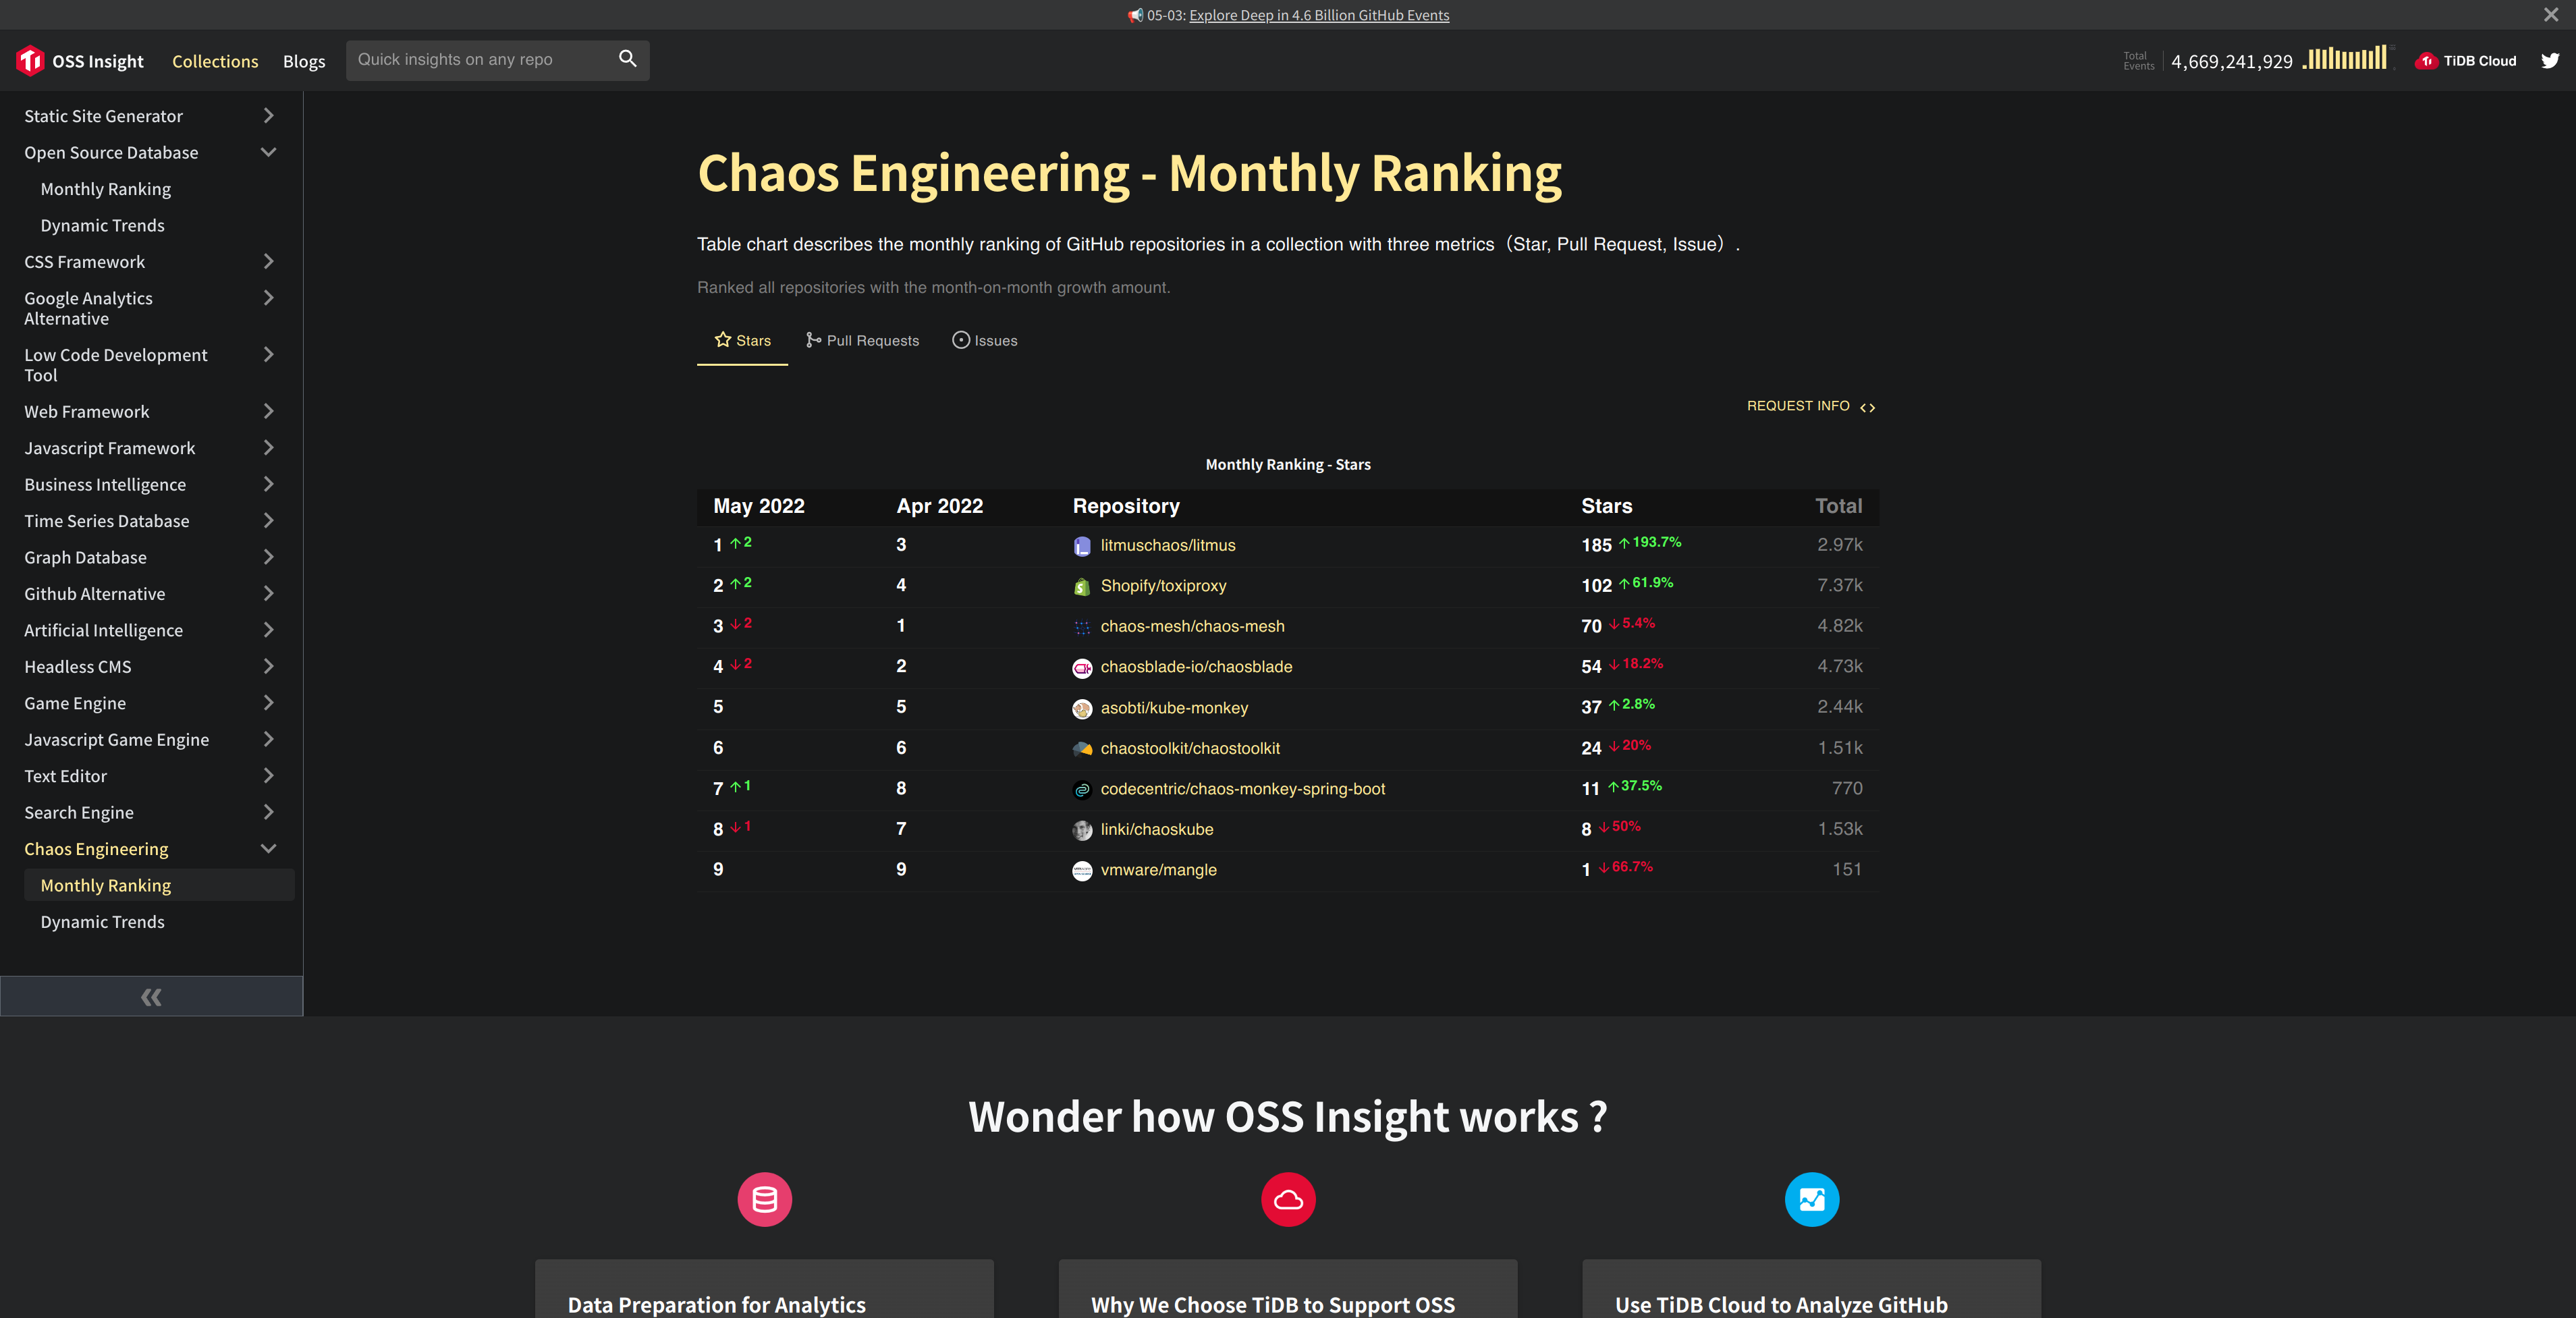 05-03: Explore Deep in 4.6 Billion GitHub Events
OSS Insight
Collections
Blogs
Quick insights on any repo
Total
Events
4,669,241,929
TiDB Cloud
Static Site Generator
Open Source Database
Monthly Ranking
Dynamic Trends
CSS Framework
Google Analytics
Alternative
Low Code Development
Tool
Web Framework
Javascript Framework
Business Intelligence
Time Series Database
Graph Database
Github Alternative
Artificial Intelligence
Headless CMS
Game Engine
Javascript Game Engine
Text Editor
Search Engine
Chaos Engineering
Monthly Ranking
Dynamic Trends
Chaos Engineering - Monthly Ranking
Table chart describes the monthly ranking of GitHub repositories in a collection with three metrics（Star, Pull Request, Issue）.
Ranked all repositories with the month-on-month growth amount.
Stars Pull Requests Issues
REQUEST INFO <>
Monthly Ranking - Stars
May 2022 Apr 2022 Repository Stars Total
1 ↑2 3 litmuschaos/litmus 185 ↑193.7% 2.97k
2 ↑2 4 Shopify/toxiproxy 102 ↑61.9% 7.37k
3 ↓2 1 chaos-mesh/chaos-mesh 70 ↓5.4% 4.82k
4 ↓2 2 chaosblade-io/chaosblade 54 ↓18.2% 4.73k
5 5 asobti/kube-monkey 37 ↑2.8% 2.44k
6 6 chaostoolkit/chaostoolkit 24 ↓20% 1.51k
7 ↑1 8 codecentric/chaos-monkey-spring-boot 11 ↑37.5% 770
8 ↓1 7 linki/chaoskube 8 ↓50% 1.53k
9 9 vmware/mangle 1 ↓66.7% 151
Wonder how OSS Insight works ?
Data Preparation for Analytics
Why We Choose TiDB to Support OSS
Use TiDB Cloud to Analyze GitHub